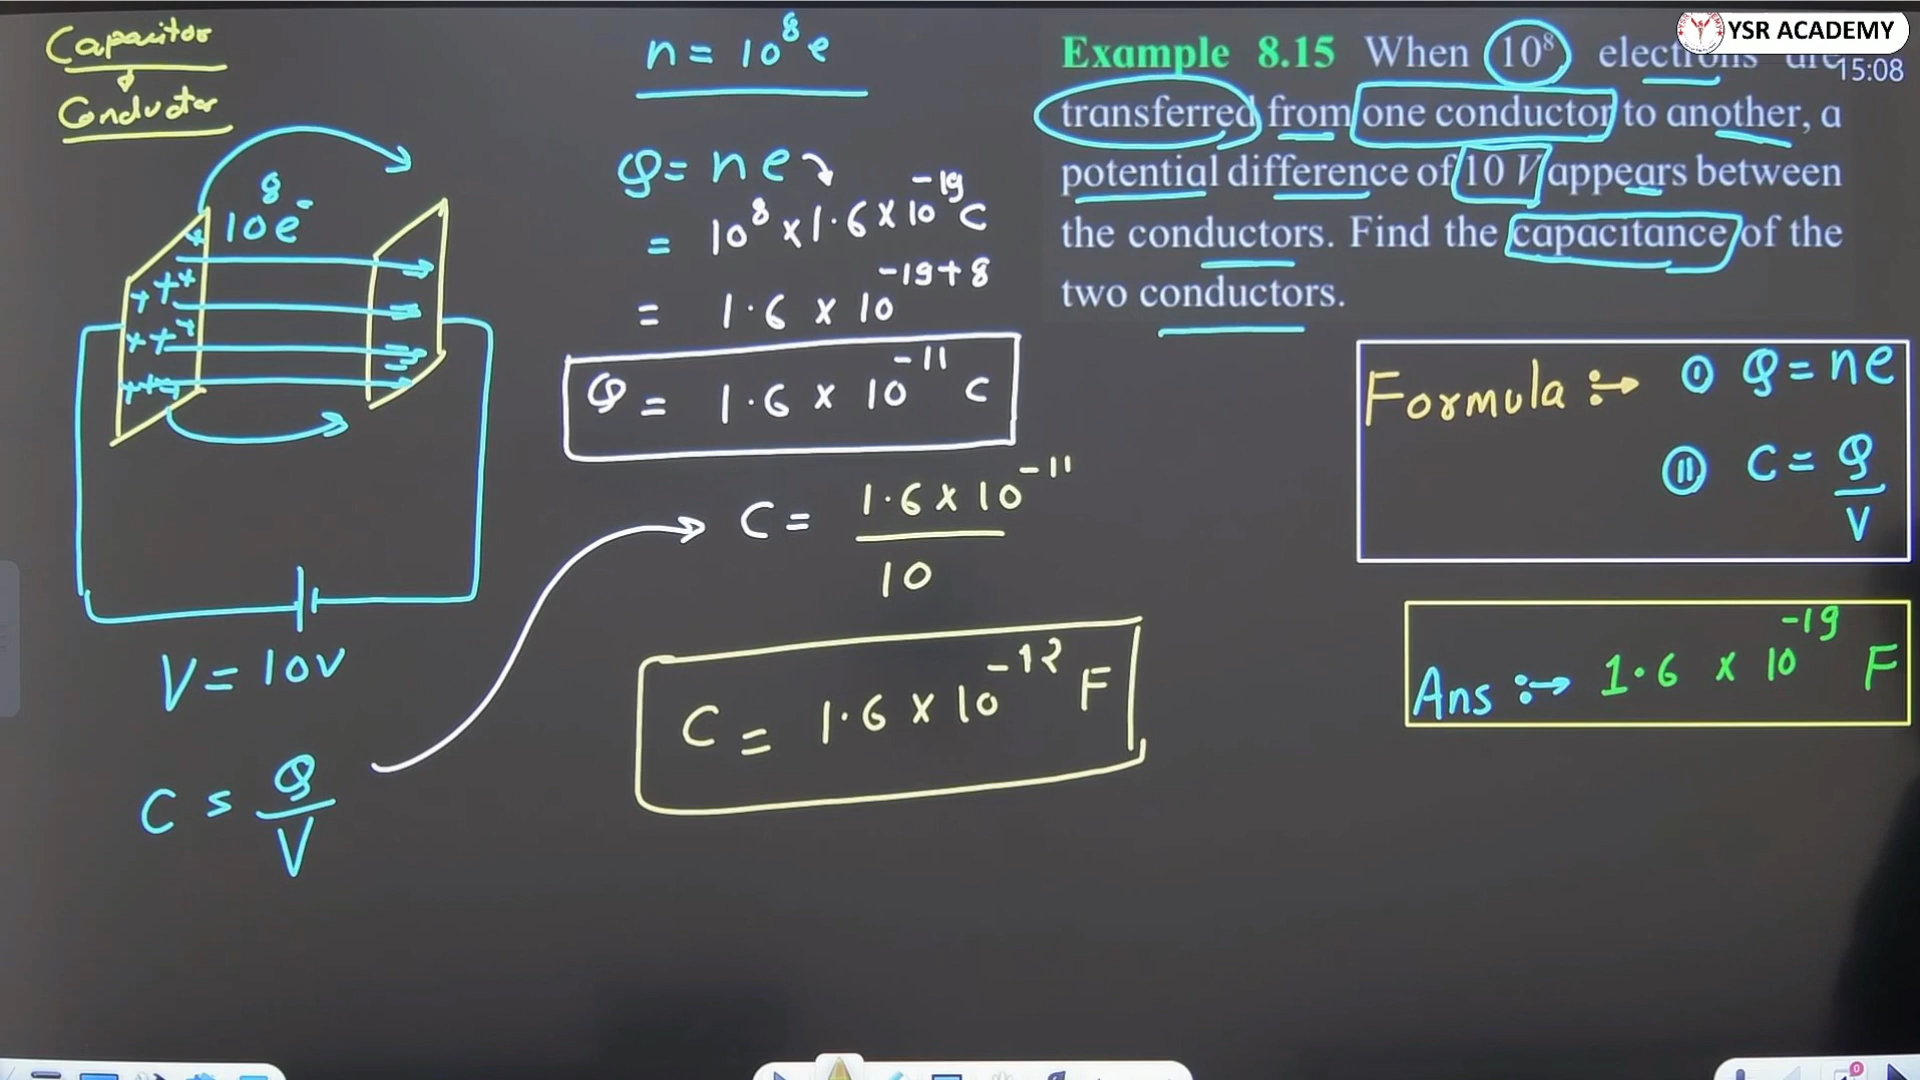 Capacitor
Conductor
10⁸e⁻
V = 10V
C = Q/V
n = 10⁸e
Q = ne
= 10⁸ × 1.6 × 10⁻¹⁹ C
= 1.6 × 10⁻¹⁹⁺⁸
Q = 1.6 × 10⁻¹¹ C
C = 1.6 × 10⁻¹¹ / 10
C = 1.6 × 10⁻¹² F
YSR ACADEMY
15:08
Example 8.15 When 10⁸ electrons are
transferred from one conductor to another, a
potential difference of 10 V appears between
the conductors. Find the capacitance of the
two conductors.
Formula :→ (I) Q = ne
(II) C = Q/V
Ans :→ 1.6 × 10⁻¹⁹ F